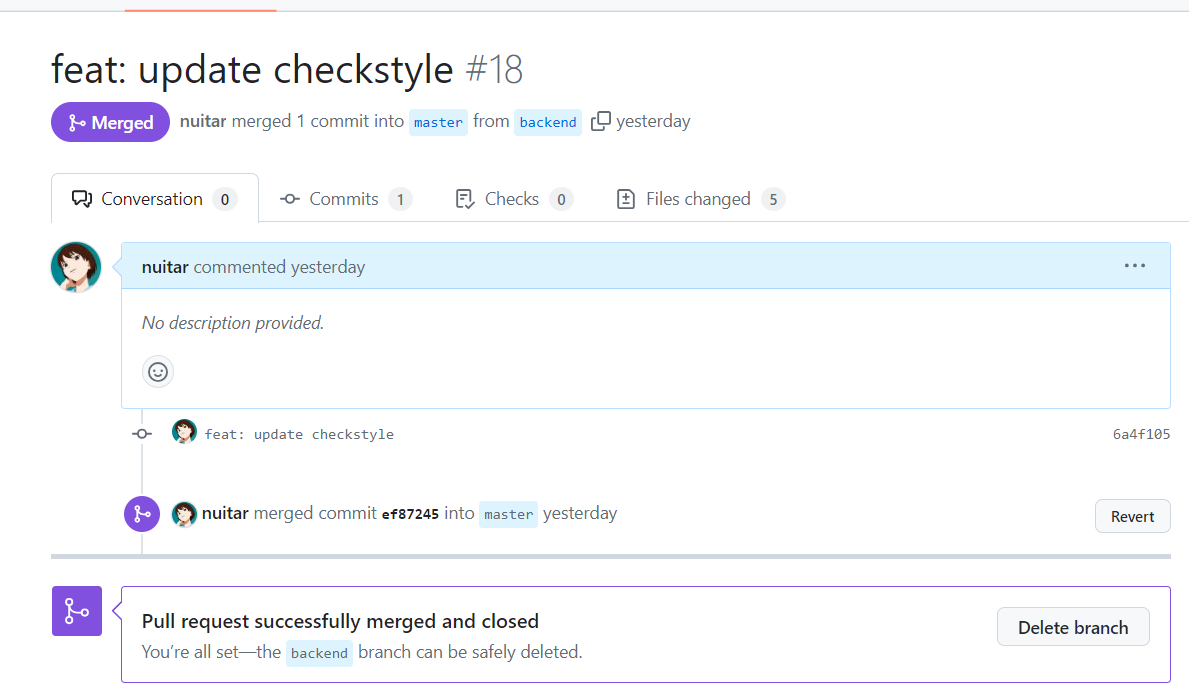 feat: update checkstyle #18
Merged nuitar merged 1 commit into master from backend yesterday
Conversation 0 Commits 1 Checks 0 Files changed 5
nuitar commented yesterday
No description provided.
feat: update checkstyle 6a4f105
nuitar merged commit ef87245 into master yesterday Revert
Pull request successfully merged and closed
You’re all set—the backend branch can be safely deleted.
Delete branch